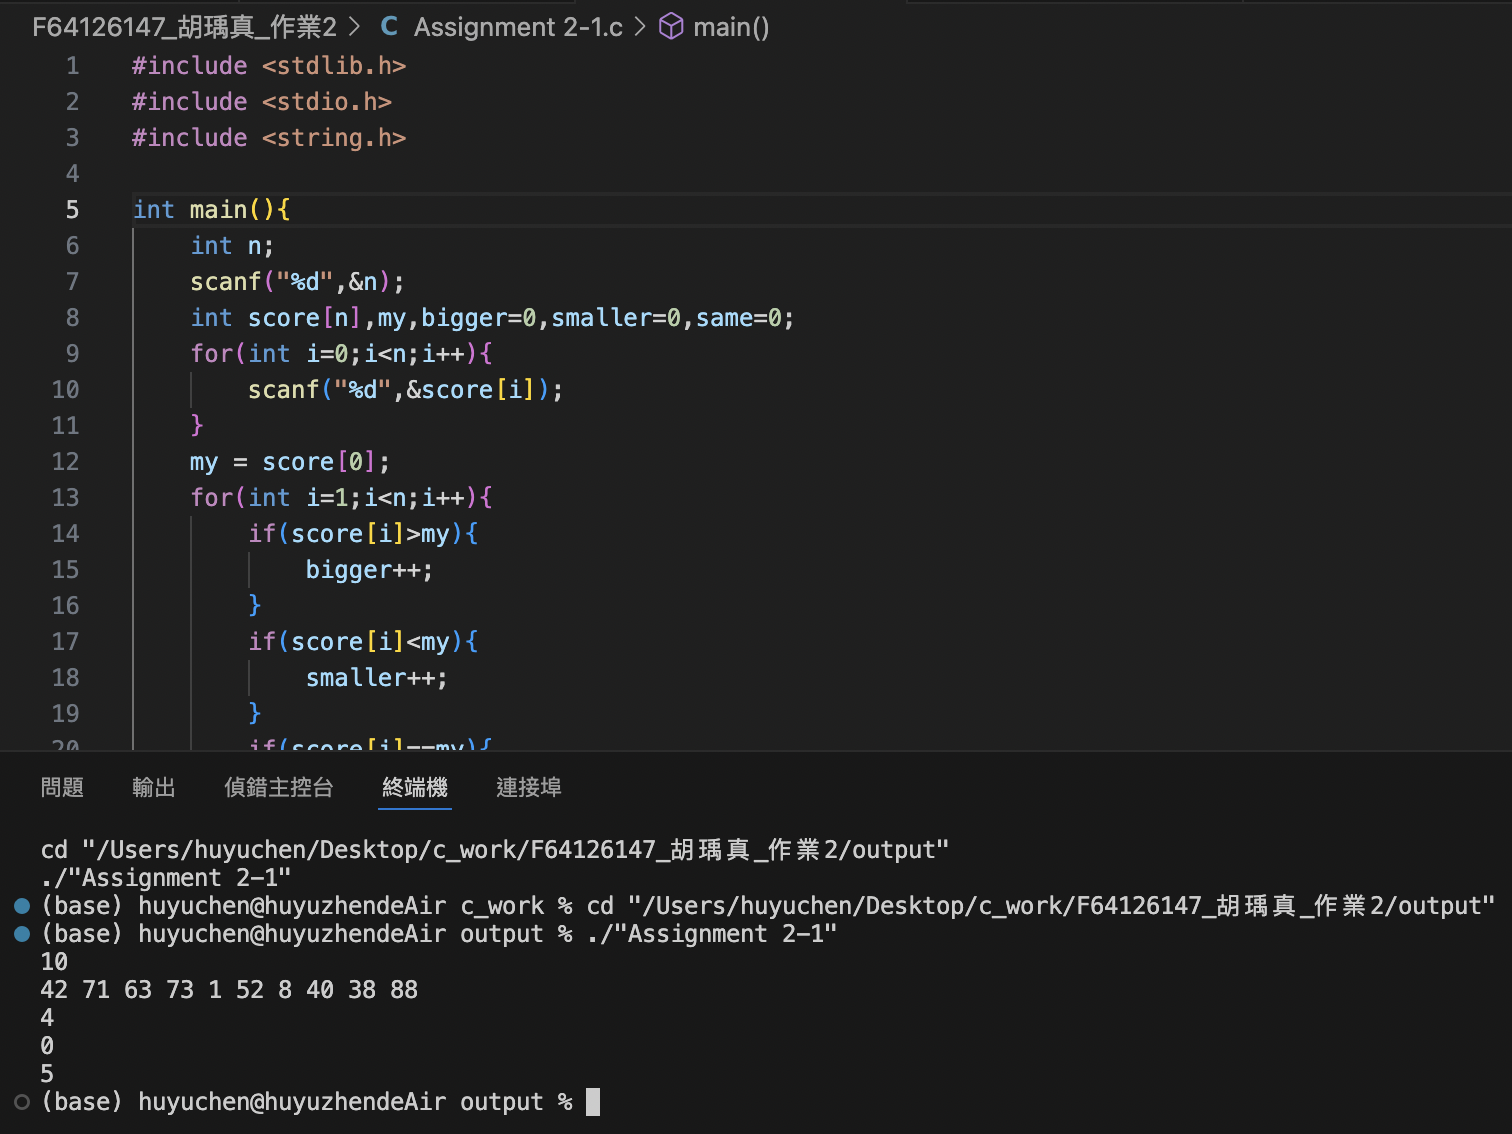 F64126147_胡瑀真_作業2 > C Assignment 2-1.c > main()
1 #include <stdlib.h>
2 #include <stdio.h>
3 #include <string.h>
4
5 int main(){
6     int n;
7     scanf("%d",&n);
8     int score[n],my,bigger=0,smaller=0,same=0;
9     for(int i=0;i<n;i++){
10         scanf("%d",&score[i]);
11     }
12     my = score[0];
13     for(int i=1;i<n;i++){
14         if(score[i]>my){
15             bigger++;
16         }
17         if(score[i]<my){
18             smaller++;
19         }
20         if(score[i]==my){
問題 輸出 偵錯主控台 終端機 連接埠
cd "/Users/huyuchen/Desktop/c_work/F64126147_胡瑀真_作業2/output"
./"Assignment 2-1"
(base) huyuchen@huyuzhendeAir c_work % cd "/Users/huyuchen/Desktop/c_work/F64126147_胡瑀真_作業2/output"
(base) huyuchen@huyuzhendeAir output % ./"Assignment 2-1"
10
42 71 63 73 1 52 8 40 38 88
4
0
5
(base) huyuchen@huyuzhendeAir output %